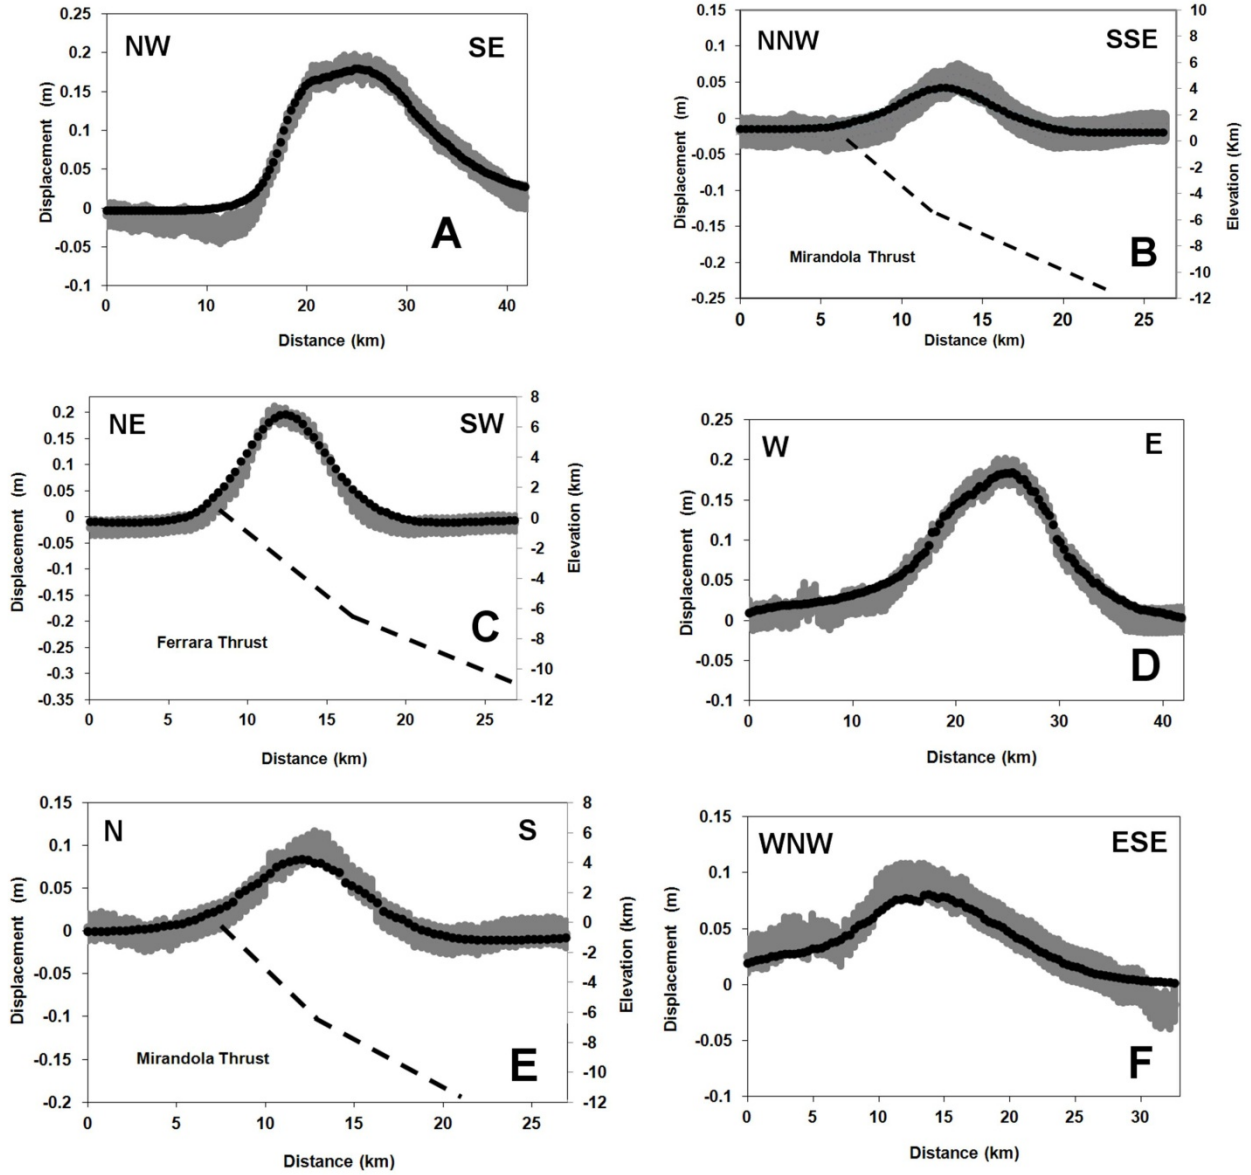 0.25
0.2
0.15
0.1
0.05
0
-0.05
-0.1
Displacement (m)
NW SE
A
0 10 20 30 40
Distance (km)
0.15
0.1
0.05
0
-0.05
-0.1
-0.15
-0.2
-0.25
Displacement (m)
NNW SSE
Mirandola Thrust
B
10
8
6
4
2
0
-2
-4
-6
-8
-10
-12
Elevation (Km)
0 5 10 15 20 25
Distance (km)
0.2
0.15
0.1
0.05
0
-0.05
-0.1
-0.15
-0.2
-0.25
-0.3
-0.35
Displacement (m)
NE SW
Ferrara Thrust
C
8
6
4
2
0
-2
-4
-6
-8
-10
-12
Elevation (km)
0 5 10 15 20 25
Distance (km)
0.25
0.2
0.15
0.1
0.05
0
-0.05
-0.1
Displacement (m)
W E
D
0 10 20 30 40
Distance (km)
0.15
0.1
0.05
0
-0.05
-0.1
-0.15
-0.2
Displacement (m)
N S
Mirandola Thrust
E
8
6
4
2
0
-2
-4
-6
-8
-10
-12
Elevation (km)
0 5 10 15 20 25
Distance (km)
0.15
0.1
0.05
0
-0.05
-0.1
Displacement (m)
WNW ESE
F
0 5 10 15 20 25 30
Distance (km)